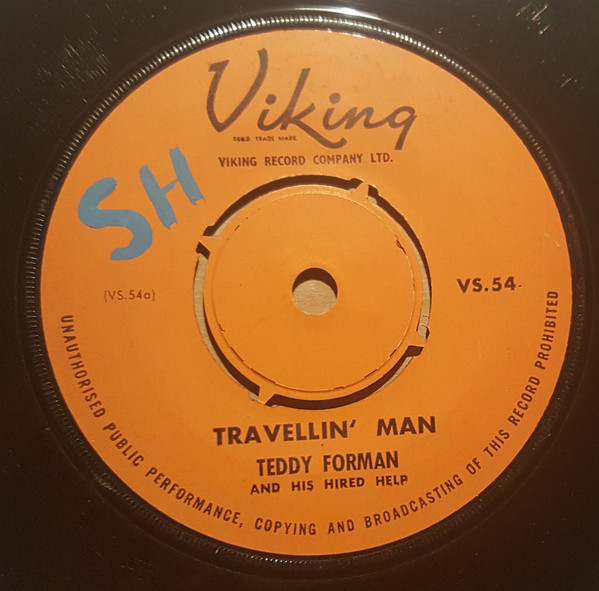 Viking
REGD. TRADE MARK
VIKING RECORD COMPANY LTD.
SH
(VS.54a)
VS.54
TRAVELLIN' MAN
TEDDY FORMAN
AND HIS HIRED HELP
UNAUTHORISED PUBLIC PERFORMANCE, COPYING AND BROADCASTING OF THIS RECORD PROHIBITED